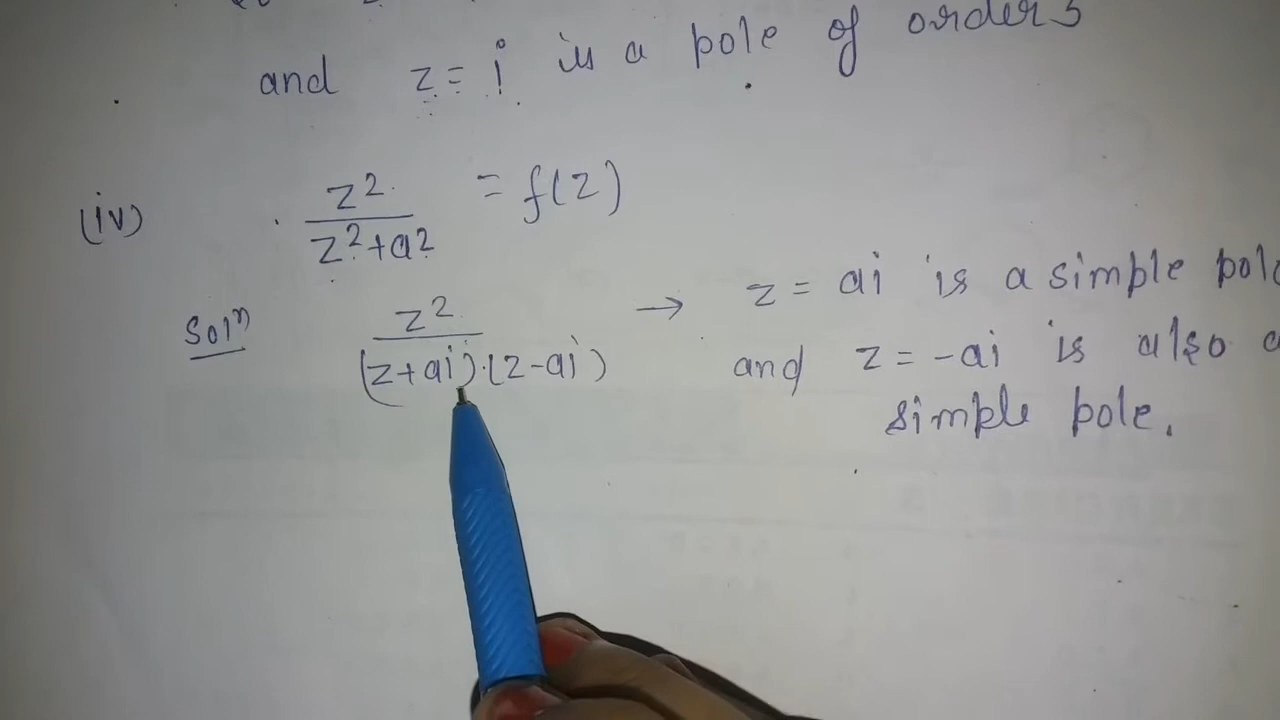 and z = i is a pole of order 3
(iv) z²/z²+a² = f(z)
Solⁿ z²/(z+ai)·(z-ai) → z = ai is a simple pole
and z = -ai is also a
simple pole.